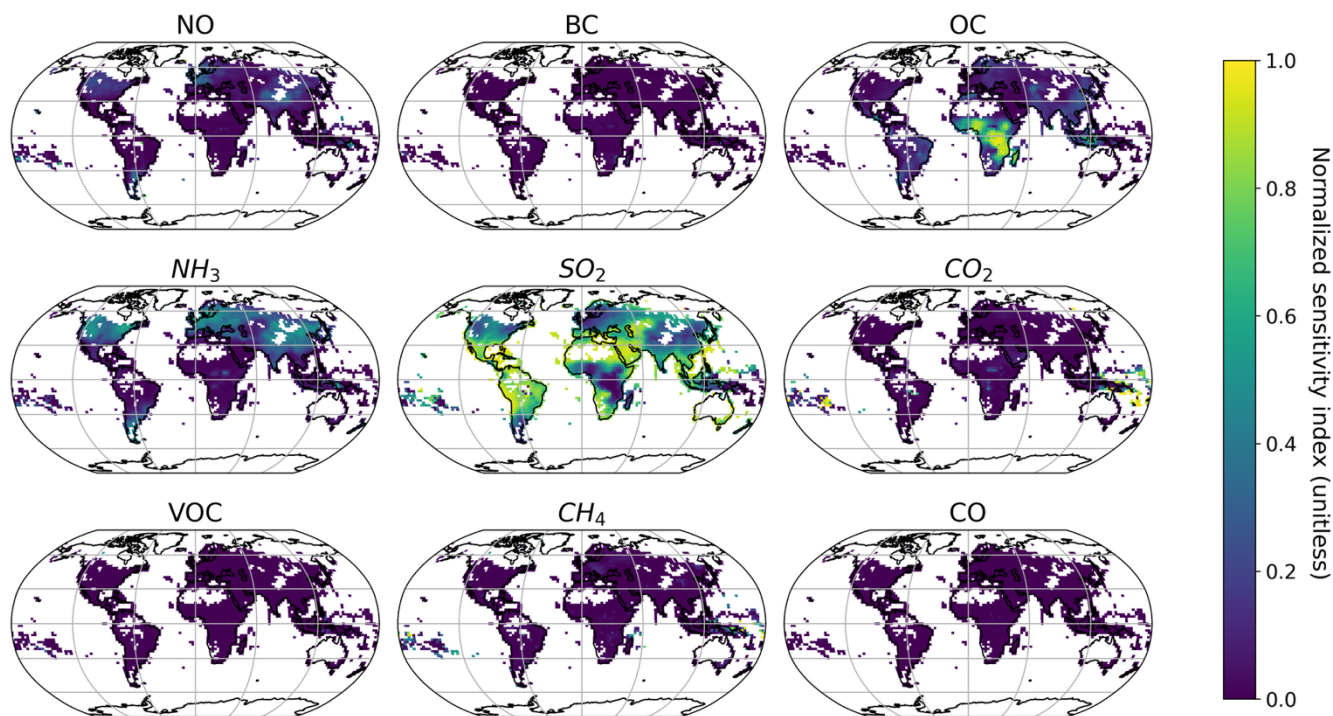 NO BC OC
1.0
0.8
NH₃ SO₂ CO₂
0.6
0.4
VOC CH₄ CO
0.2
0.0
Normalized sensitivity index (unitless)